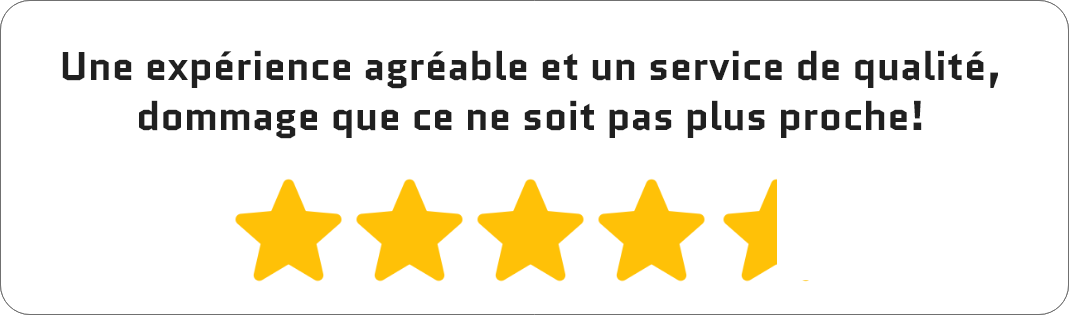 Une expérience agréable et un service de qualité,
dommage que ce ne soit pas plus proche!